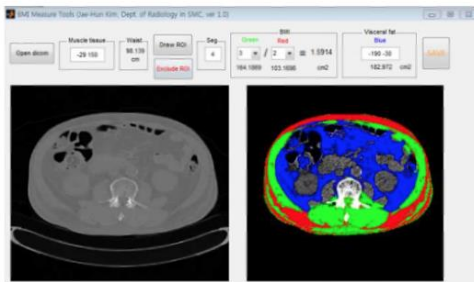 BMI Measure Tools (Jae-Hun Kim, Dept. of Radiology in SMC, ver 1.0)
Muscle tissue Waist Seg BMI Visceral fat
Green Red Blue
Open dicom -29 150 98.139 cm Draw ROI 4 3 / 2 = 1.5914 -190 -30
Exclude ROI 164.1869 103.1696 cm2 182.972 cm2